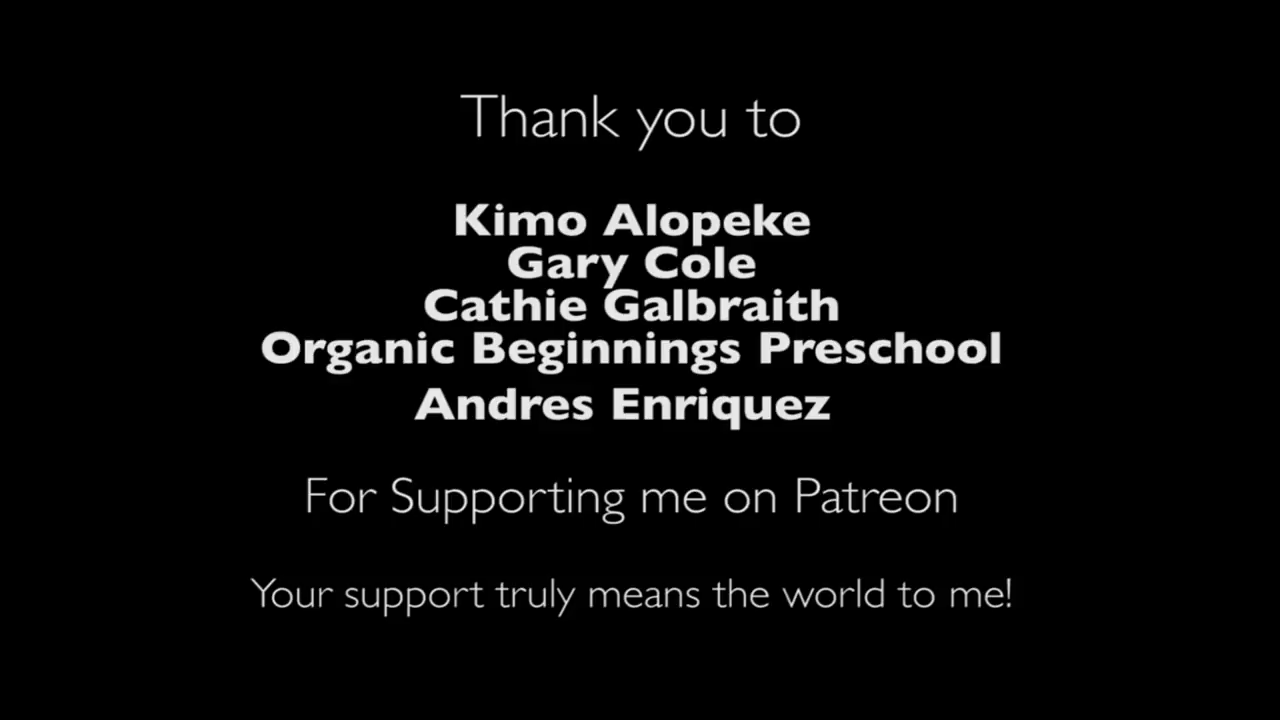 Thank you to
Kimo Alopeke
Gary Cole
Cathie Galbraith
Organic Beginnings Preschool
Andres Enriquez
For Supporting me on Patreon
Your support truly means the world to me!